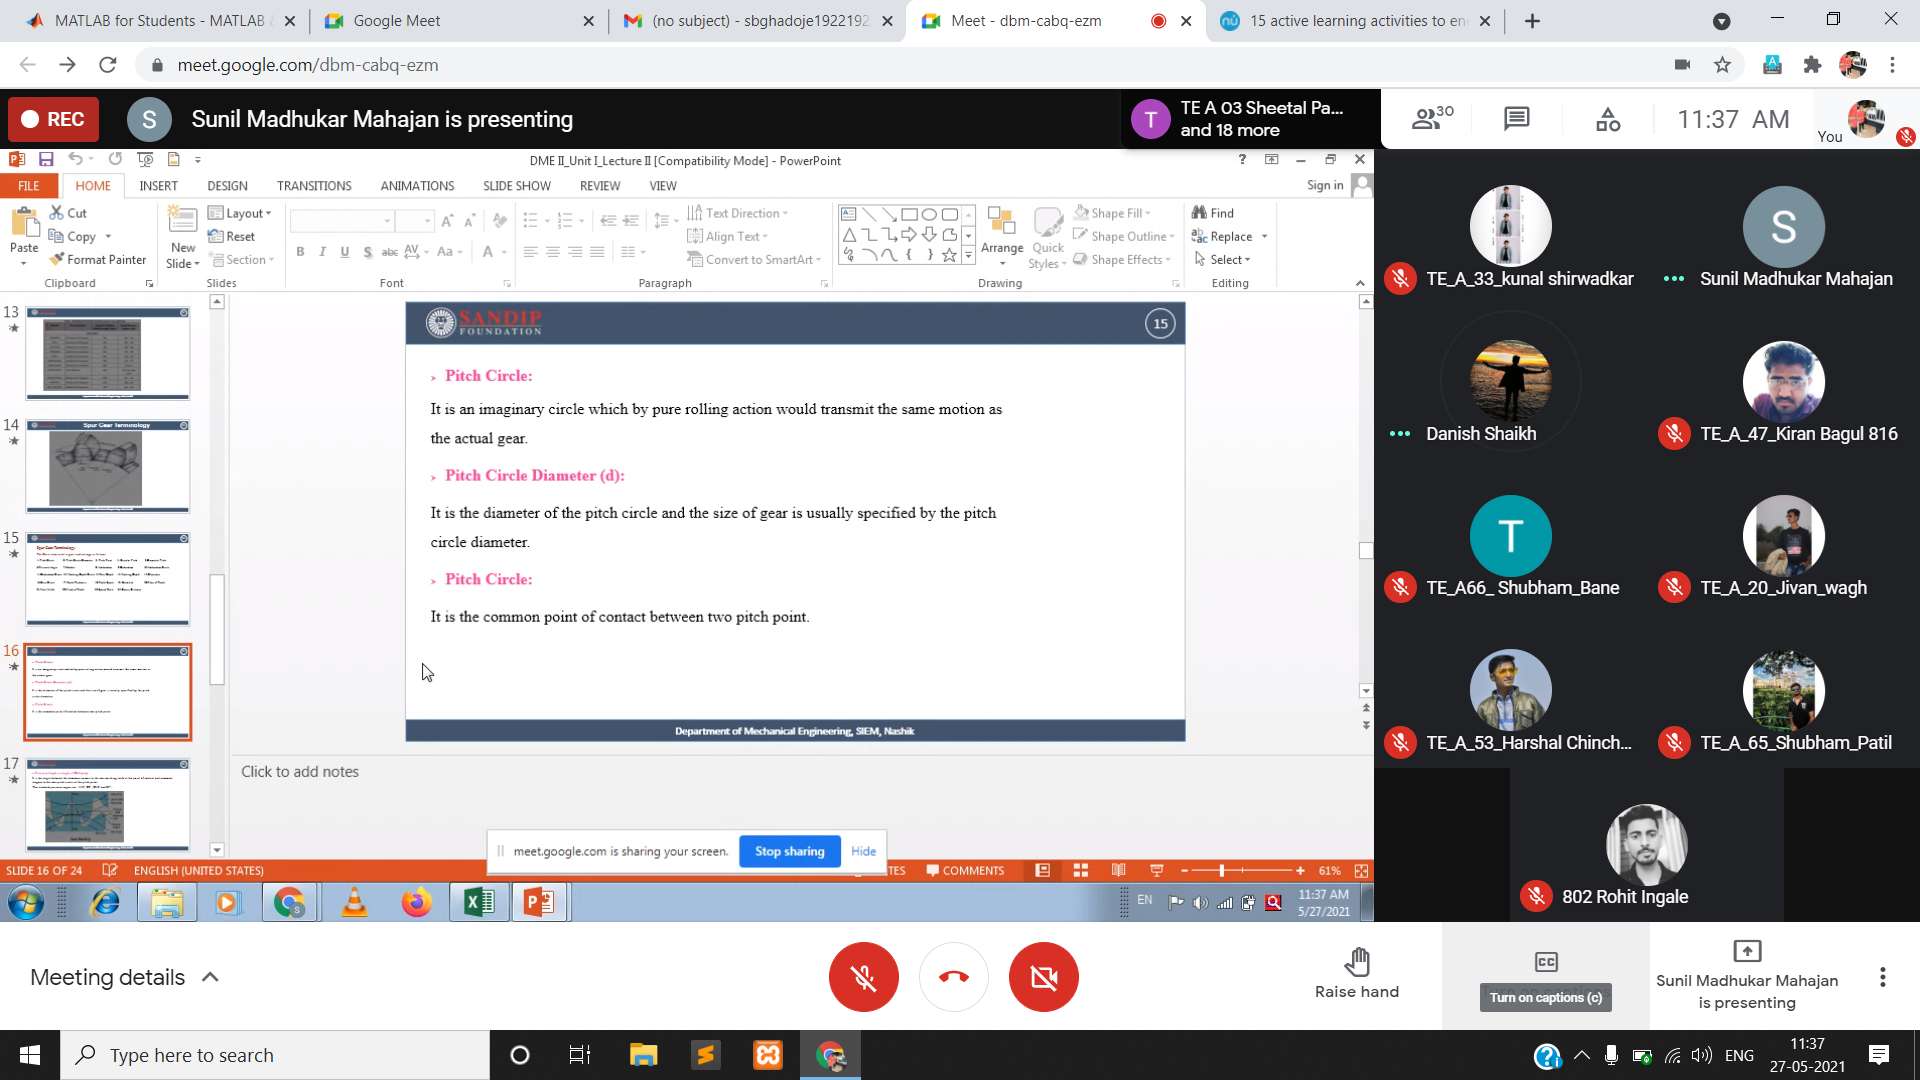 MATLAB for Students - MATLAB &
Google Meet
(no subject) - sbghadoje1922192
Meet - dbm-cabq-ezm
15 active learning activities to en
meet.google.com/dbm-cabq-ezm
REC
S
Sunil Madhukar Mahajan is presenting
T
TE A 03 Sheetal Pa...
and 18 more
30
11:37 AM
You
DME II_Unit I_Lecture II [Compatibility Mode] - PowerPoint
FILE
HOME
INSERT
DESIGN
TRANSITIONS
ANIMATIONS
SLIDE SHOW
REVIEW
VIEW
Sign in
Paste
Cut
Copy
Format Painter
Clipboard
New
Slide
Layout
Reset
Section
Slides
B I U S abc AV Aa A
Font
Text Direction
Align Text
Convert to SmartArt
Paragraph
Arrange
Quick
Styles
Shape Fill
Shape Outline
Shape Effects
Drawing
Find
Replace
Select
Editing
13
14
Spur Gear Terminology
15
16
17
SANDIP
FOUNDATION
15
Pitch Circle:
It is an imaginary circle which by pure rolling action would transmit the same motion as
the actual gear.
Pitch Circle Diameter (d):
It is the diameter of the pitch circle and the size of gear is usually specified by the pitch
circle diameter.
Pitch Circle:
It is the common point of contact between two pitch point.
Department of Mechanical Engineering, SIEM, Nashik
Click to add notes
meet.google.com is sharing your screen.
Stop sharing
Hide
SLIDE 16 OF 24
ENGLISH (UNITED STATES)
TES
COMMENTS
61%
EN
11:37 AM
5/27/2021
TE_A_33_kunal shirwadkar
S
Sunil Madhukar Mahajan
Danish Shaikh
TE_A_47_Kiran Bagul 816
T
TE_A66_ Shubham_Bane
TE_A_20_Jivan_wagh
TE_A_53_Harshal Chinch...
TE_A_65_Shubham_Patil
802 Rohit Ingale
Meeting details
Raise hand
CC
Turn on captions (c)
Sunil Madhukar Mahajan
is presenting
Type here to search
ENG
11:37
27-05-2021